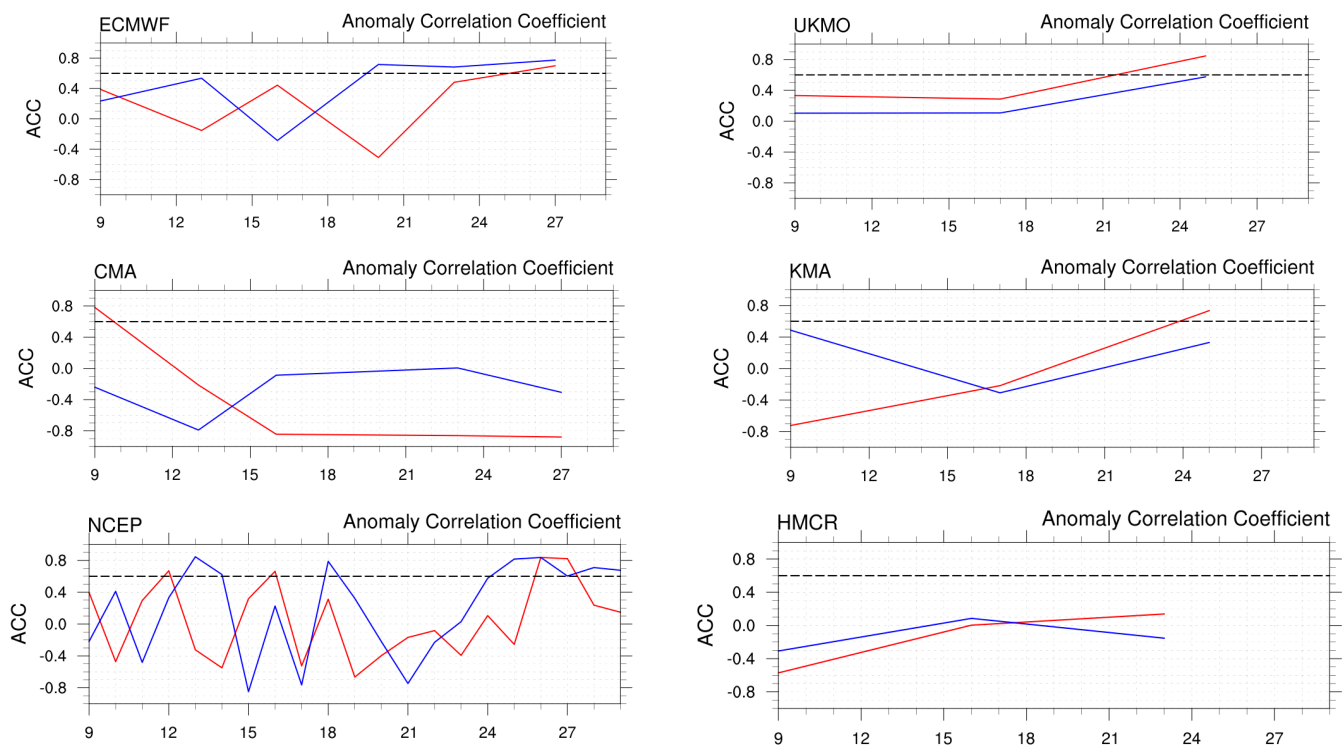 ECMWF Anomaly Correlation Coefficient
ACC
0.8
0.4
0.0
-0.4
-0.8
9 12 15 18 21 24 27
UKMO Anomaly Correlation Coefficient
ACC
0.8
0.4
0.0
-0.4
-0.8
9 12 15 18 21 24 27
CMA Anomaly Correlation Coefficient
ACC
0.8
0.4
0.0
-0.4
-0.8
9 12 15 18 21 24 27
KMA Anomaly Correlation Coefficient
ACC
0.8
0.4
0.0
-0.4
-0.8
9 12 15 18 21 24 27
NCEP Anomaly Correlation Coefficient
ACC
0.8
0.4
0.0
-0.4
-0.8
9 12 15 18 21 24 27
HMCR Anomaly Correlation Coefficient
ACC
0.8
0.4
0.0
-0.4
-0.8
9 12 15 18 21 24 27